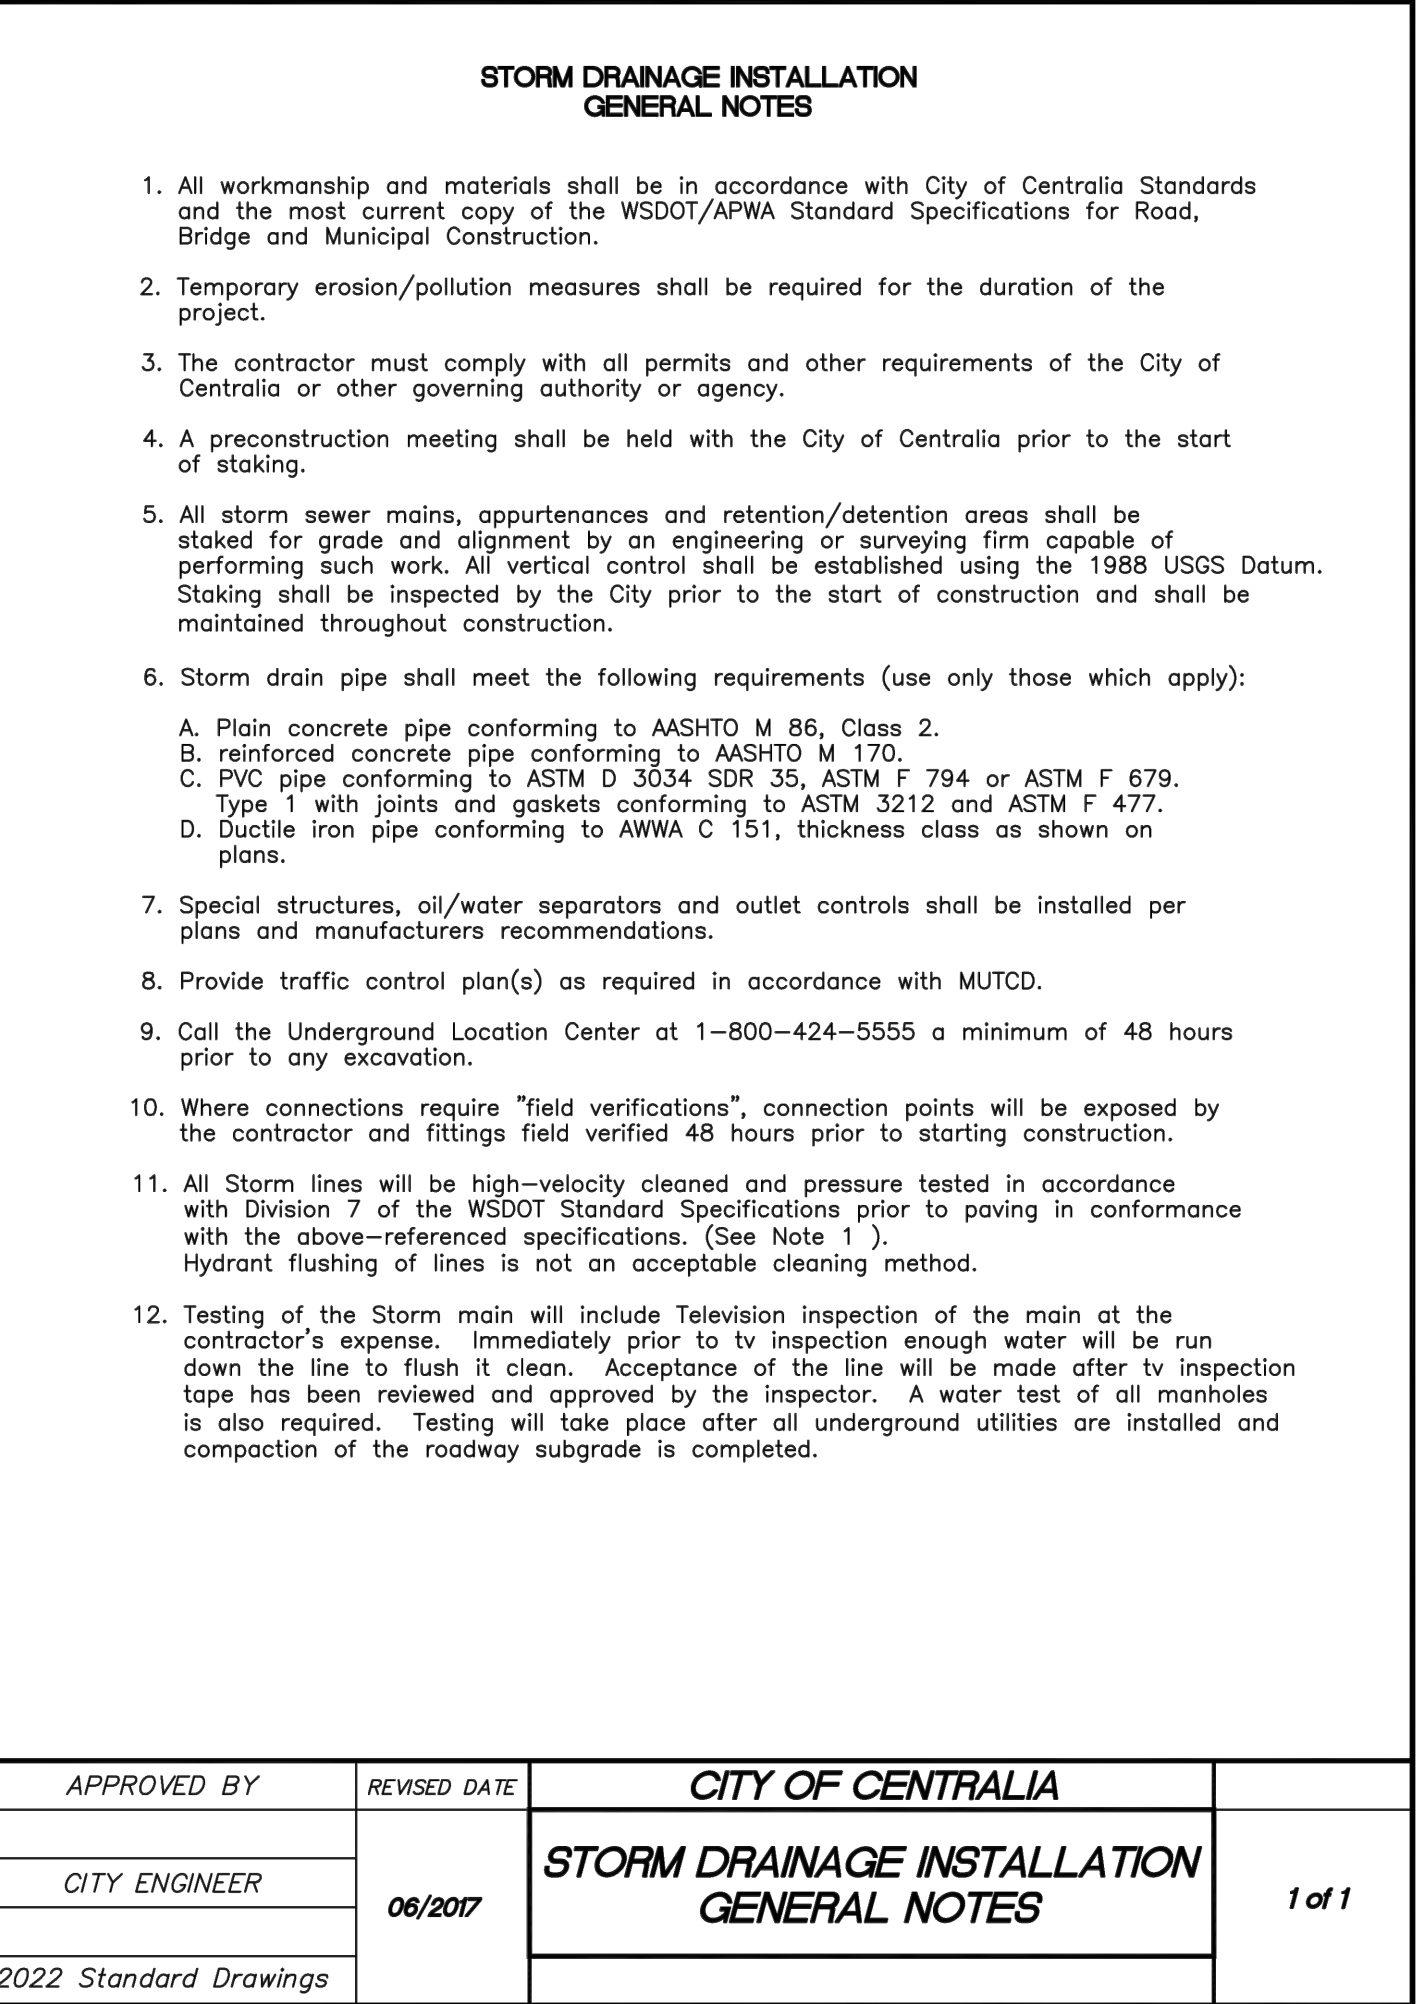 STORM DRAINAGE INSTALLATION
GENERAL NOTES
1. All workmanship and materials shall be in accordance with City of Centralia Standards
and the most current copy of the WSDOT/APWA Standard Specifications for Road,
Bridge and Municipal Construction.
2. Temporary erosion/pollution measures shall be required for the duration of the
project.
3. The contractor must comply with all permits and other requirements of the City of
Centralia or other governing authority or agency.
4. A preconstruction meeting shall be held with the City of Centralia prior to the start
of staking.
5. All storm sewer mains, appurtenances and retention/detention areas shall be
staked for grade and alignment by an engineering or surveying firm capable of
performing such work. All vertical control shall be established using the 1988 USGS Datum.
Staking shall be inspected by the City prior to the start of construction and shall be
maintained throughout construction.
6. Storm drain pipe shall meet the following requirements (use only those which apply):
A. Plain concrete pipe conforming to AASHTO M 86, Class 2.
B. reinforced concrete pipe conforming to AASHTO M 170.
C. PVC pipe conforming to ASTM D 3034 SDR 35, ASTM F 794 or ASTM F 679.
Type 1 with joints and gaskets conforming to ASTM 3212 and ASTM F 477.
D. Ductile iron pipe conforming to AWWA C 151, thickness class as shown on
plans.
7. Special structures, oil/water separators and outlet controls shall be installed per
plans and manufacturers recommendations.
8. Provide traffic control plan(s) as required in accordance with MUTCD.
9. Call the Underground Location Center at 1-800-424-5555 a minimum of 48 hours
prior to any excavation.
10. Where connections require "field verifications", connection points will be exposed by
the contractor and fittings field verified 48 hours prior to starting construction.
11. All Storm lines will be high-velocity cleaned and pressure tested in accordance
with Division 7 of the WSDOT Standard Specifications prior to paving in conformance
with the above-referenced specifications. (See Note 1 ).
Hydrant flushing of lines is not an acceptable cleaning method.
12. Testing of the Storm main will include Television inspection of the main at the
contractor's expense. Immediately prior to tv inspection enough water will be run
down the line to flush it clean. Acceptance of the line will be made after tv inspection
tape has been reviewed and approved by the inspector. A water test of all manholes
is also required. Testing will take place after all underground utilities are installed and
compaction of the roadway subgrade is completed.
APPROVED BY
CITY ENGINEER
2022 Standard Drawings
REVISED DATE
06/2017
CITY OF CENTRALIA
STORM DRAINAGE INSTALLATION
GENERAL NOTES
1 of 1